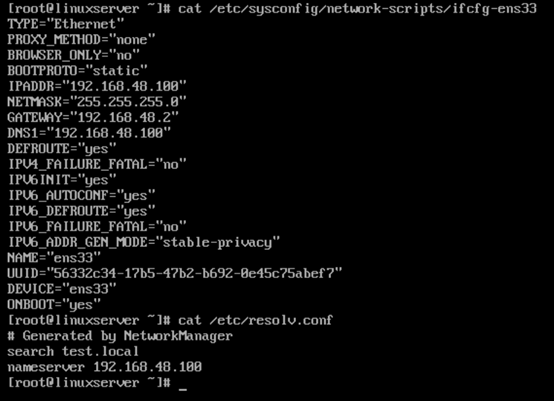 [root@linuxserver ~]# cat /etc/sysconfig/network-scripts/ifcfg-ens33
TYPE="Ethernet"
PROXY_METHOD="none"
BROWSER_ONLY="no"
BOOTPROTO="static"
IPADDR="192.168.48.100"
NETMASK="255.255.255.0"
GATEWAY="192.168.48.2"
DNS1="192.168.48.100"
DEFROUTE="yes"
IPV4_FAILURE_FATAL="no"
IPV6INIT="yes"
IPV6_AUTOCONF="yes"
IPV6_DEFROUTE="yes"
IPV6_FAILURE_FATAL="no"
IPV6_ADDR_GEN_MODE="stable-privacy"
NAME="ens33"
UUID="56332c34-17b5-47b2-b692-0e45c75abef7"
DEVICE="ens33"
ONBOOT="yes"
[root@linuxserver ~]# cat /etc/resolv.conf
# Generated by NetworkManager
search test.local
nameserver 192.168.48.100
[root@linuxserver ~]# _